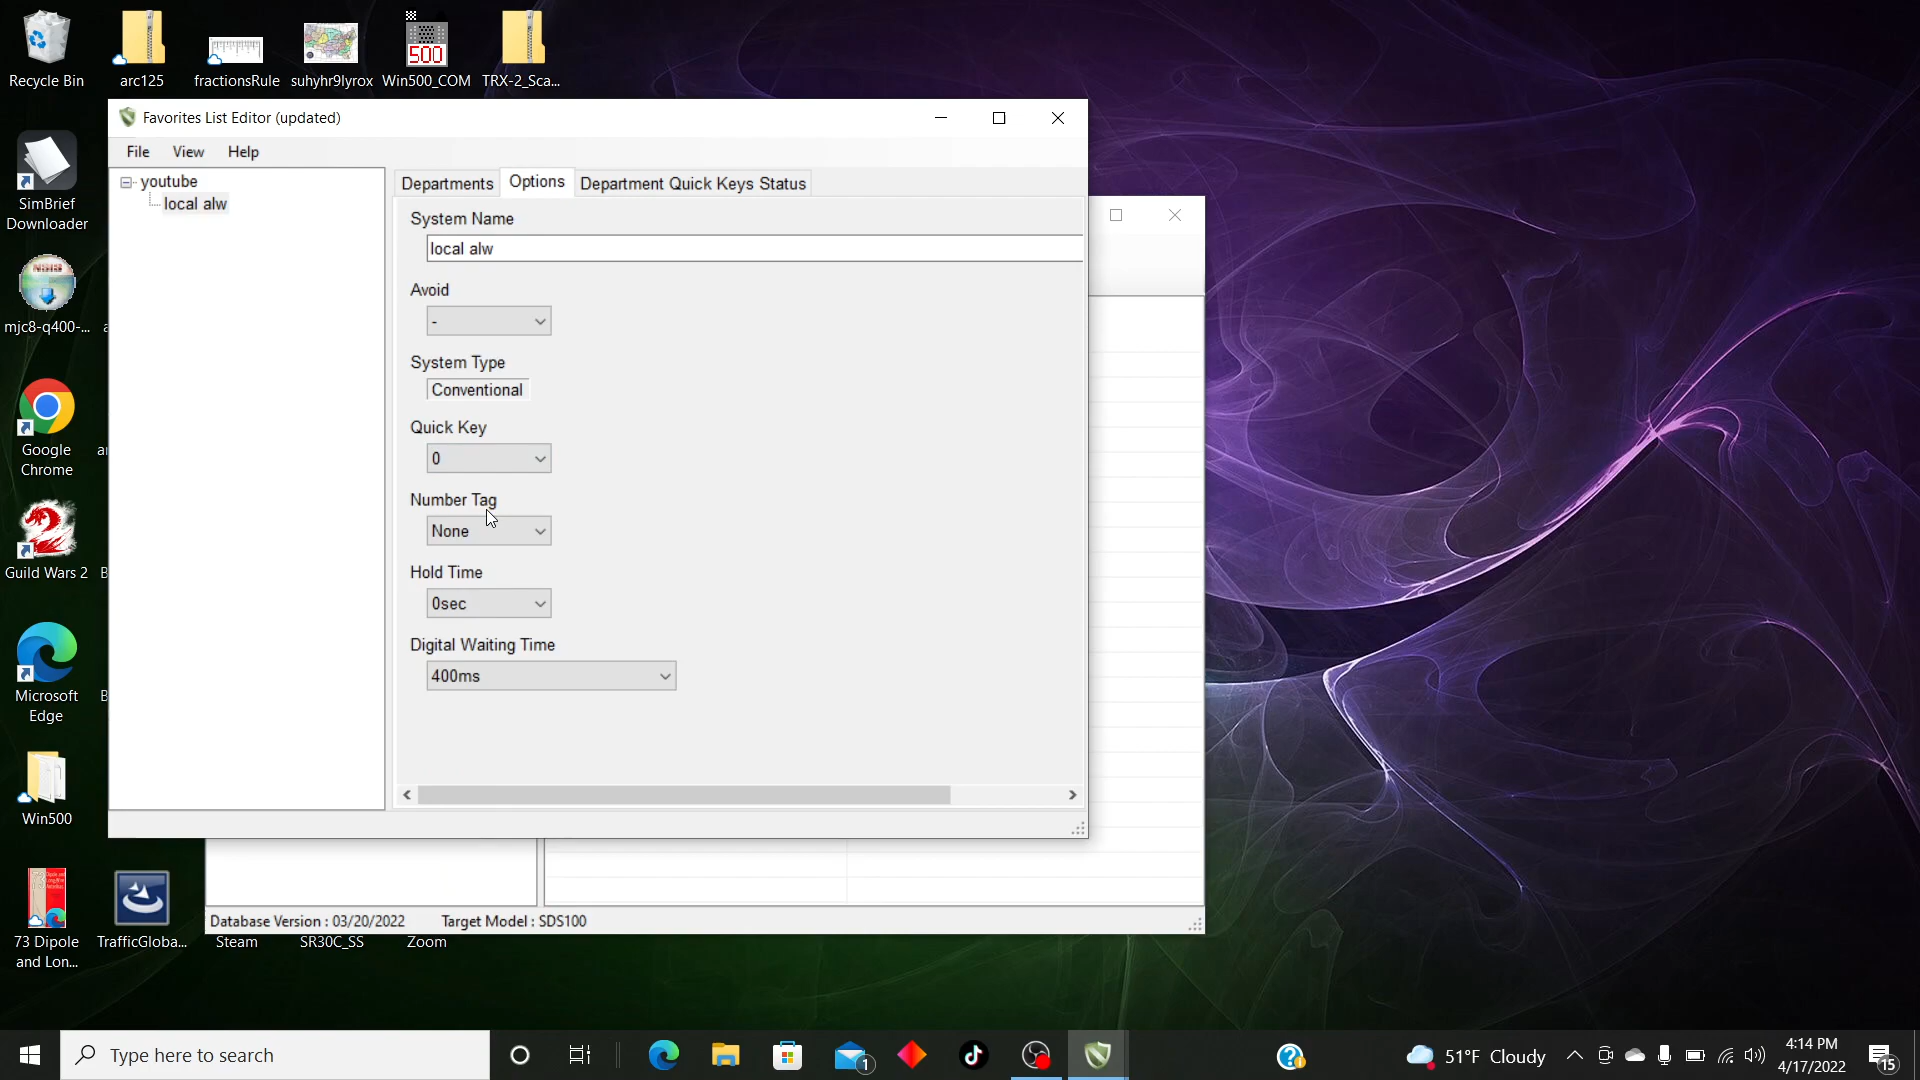 Recycle Bin
arc125
fractionsRule
suhyhr9lyrox
500
Win500_COM
TRX-2_Sca...
Favorites List Editor (updated)
File View Help
youtube
local alw
Departments Options Department Quick Keys Status
System Name
local alw
Avoid
-
System Type
Conventional
Quick Key
0
Number Tag
None
Hold Time
0sec
Digital Waiting Time
400ms
SimBrief
Downloader
NSIS
mjc8-q400-...
Google
Chrome
Guild Wars 2
Microsoft
Edge
Win500
73 Dipole
and Lon...
TrafficGloba...
Database Version : 03/20/2022 Target Model : SDS100
Steam
SR30C_SS
Zoom
Type here to search
1
51°F Cloudy
4:14 PM
4/17/2022
15